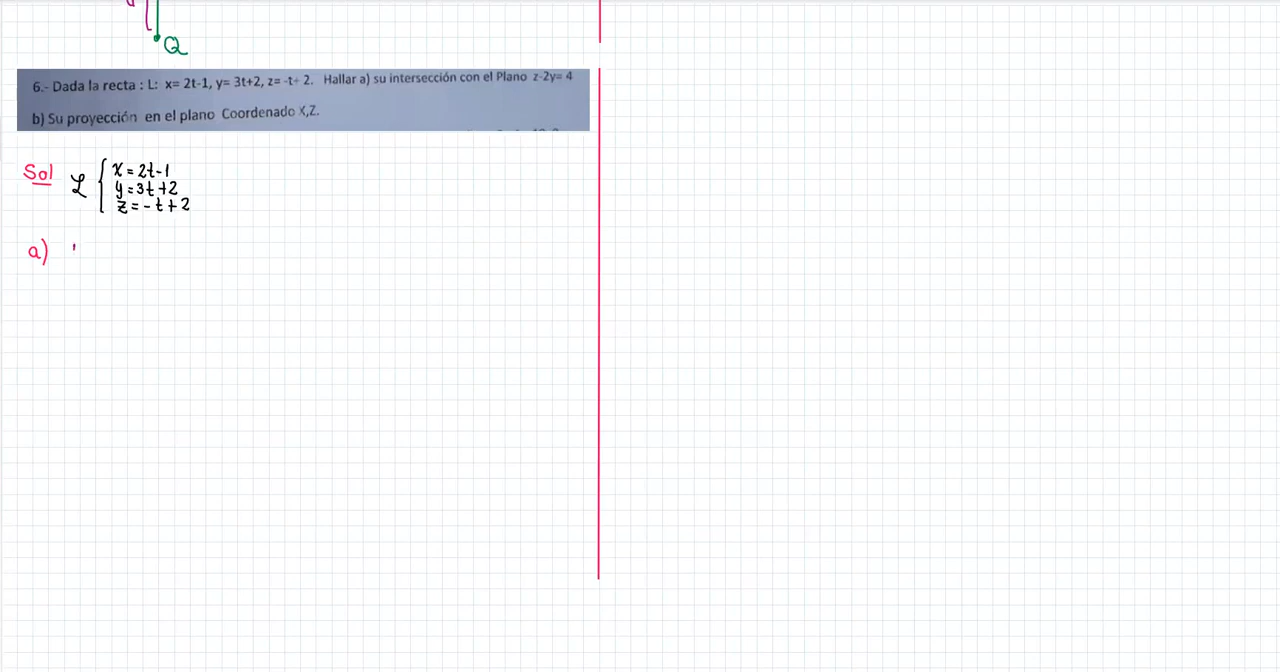 Q
6.- Dada la recta : L: x= 2t-1, y= 3t+2, z= -t+ 2. Hallar a) su intersección con el Plano z-2y= 4
b) Su proyección en el plano Coordenado X,Z.
Sol
L { x = 2t-1
y = 3t+2
z = -t+2
a)